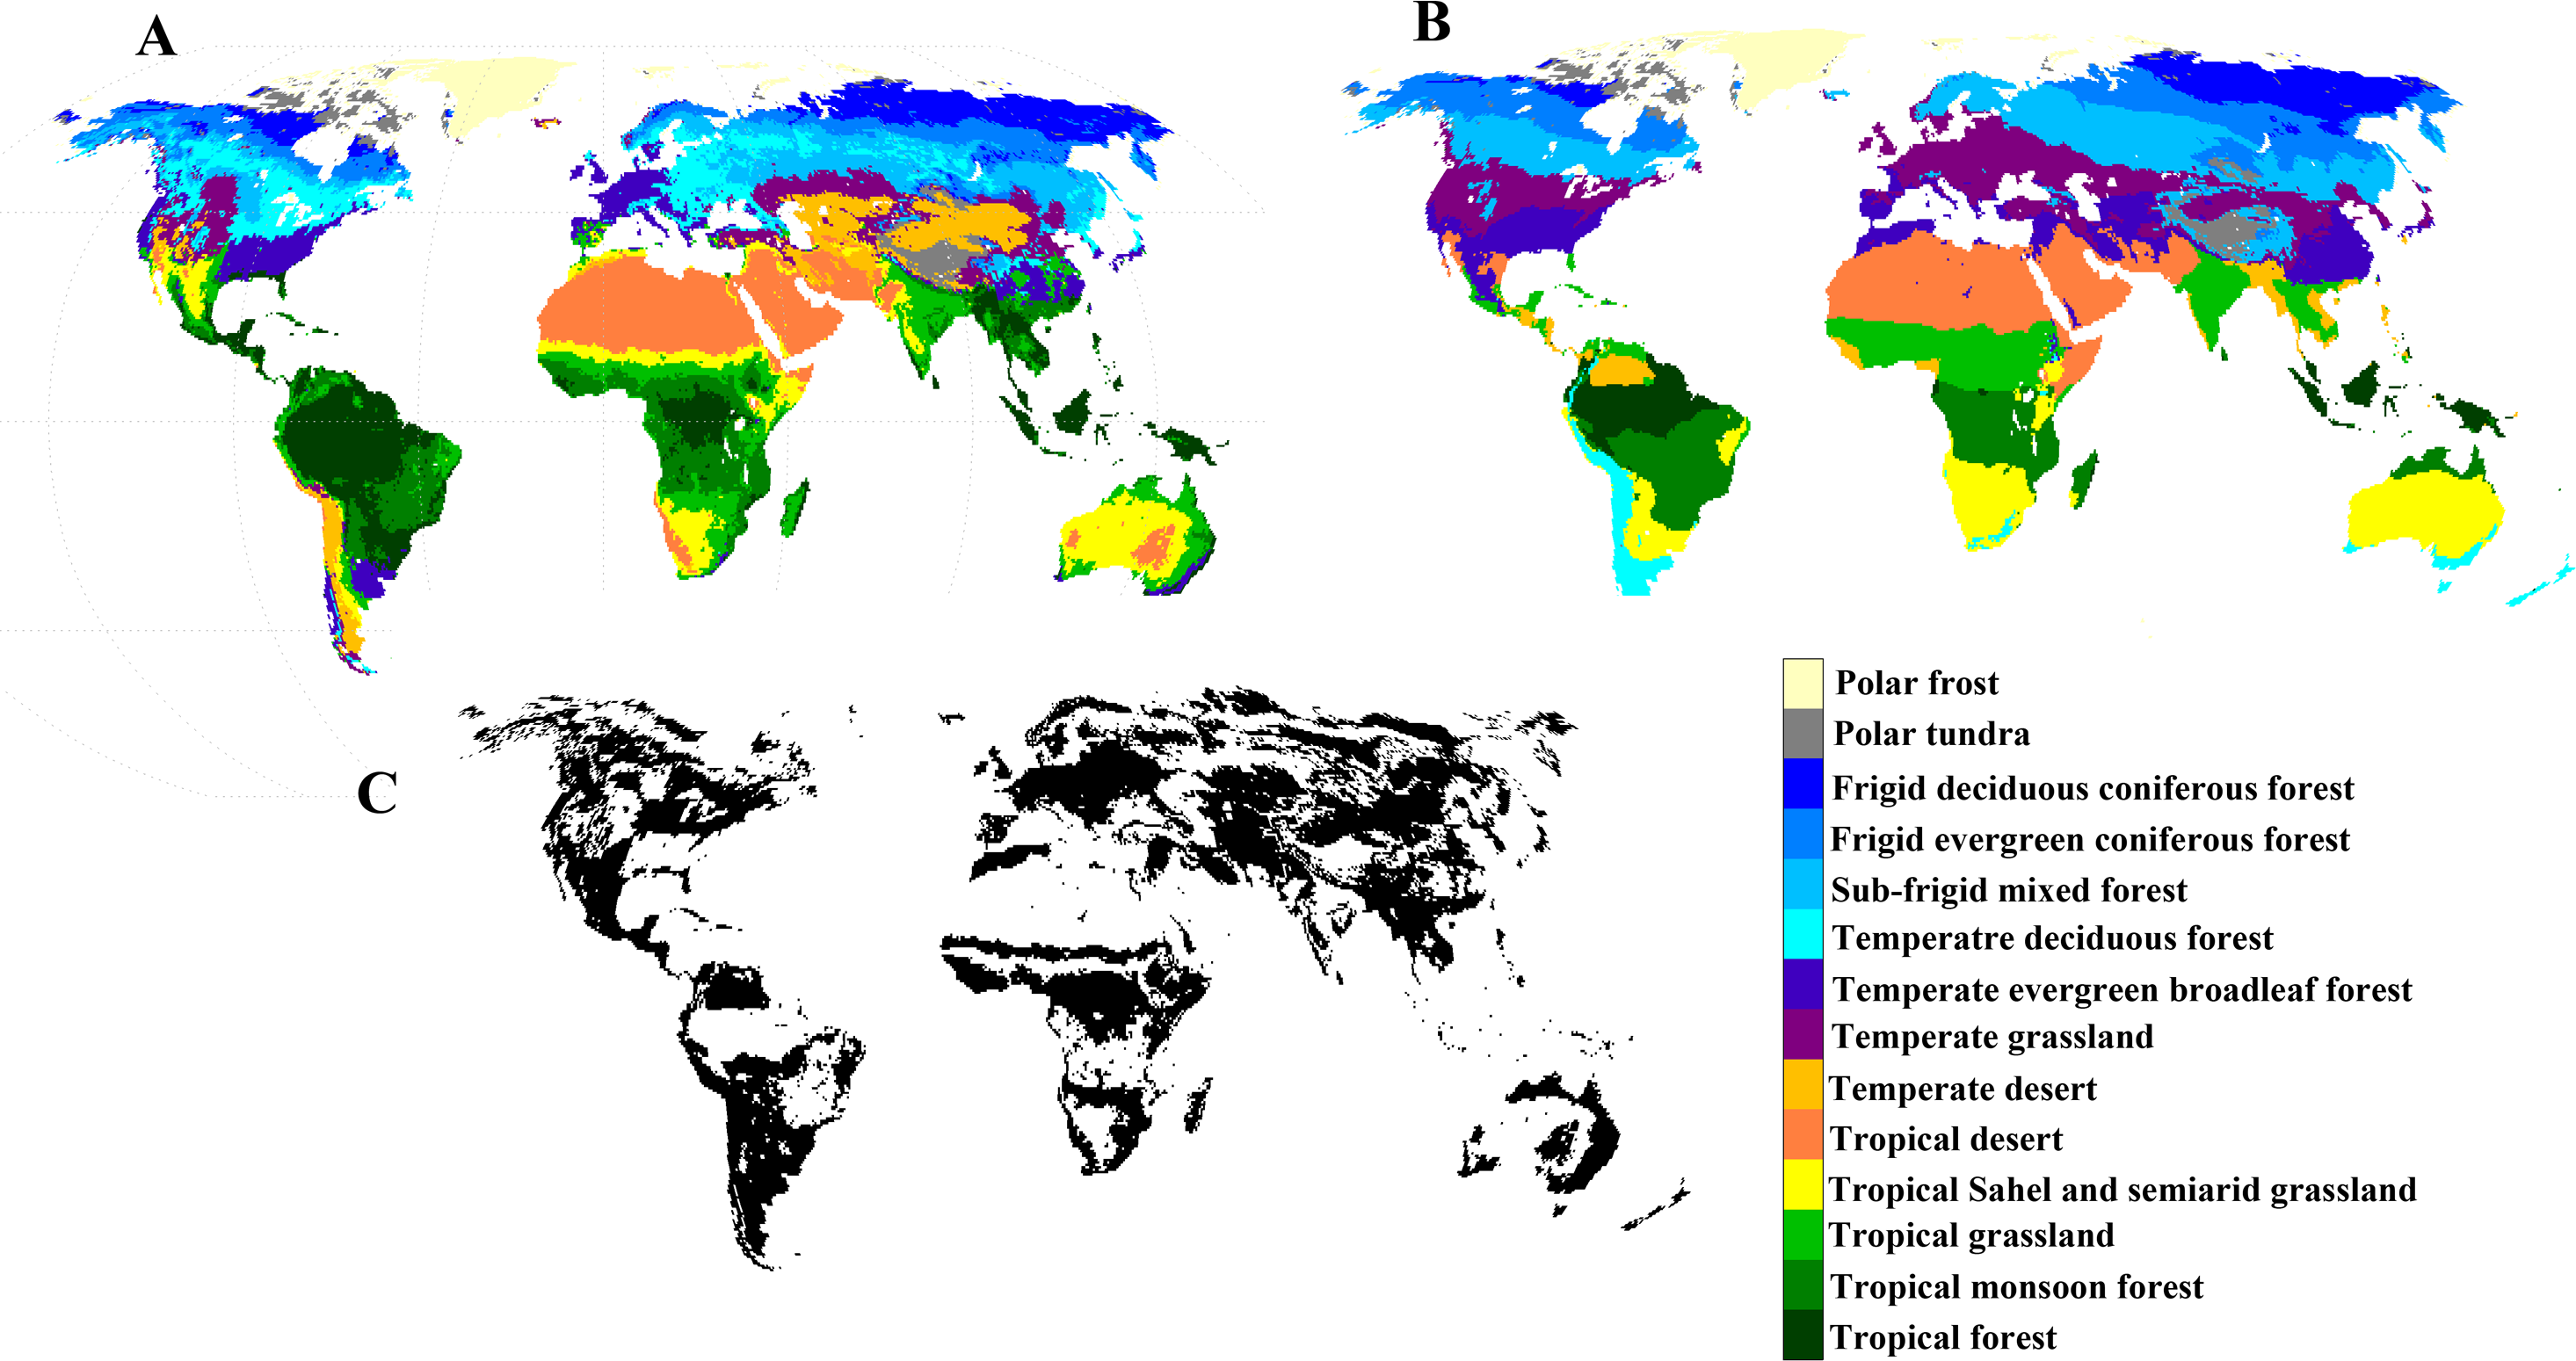 A
B
C
Polar frost
Polar tundra
Frigid deciduous coniferous forest
Frigid evergreen coniferous forest
Sub-frigid mixed forest
Temperatre deciduous forest
Temperate evergreen broadleaf forest
Temperate grassland
Temperate desert
Tropical desert
Tropical Sahel and semiarid grassland
Tropical grassland
Tropical monsoon forest
Tropical forest